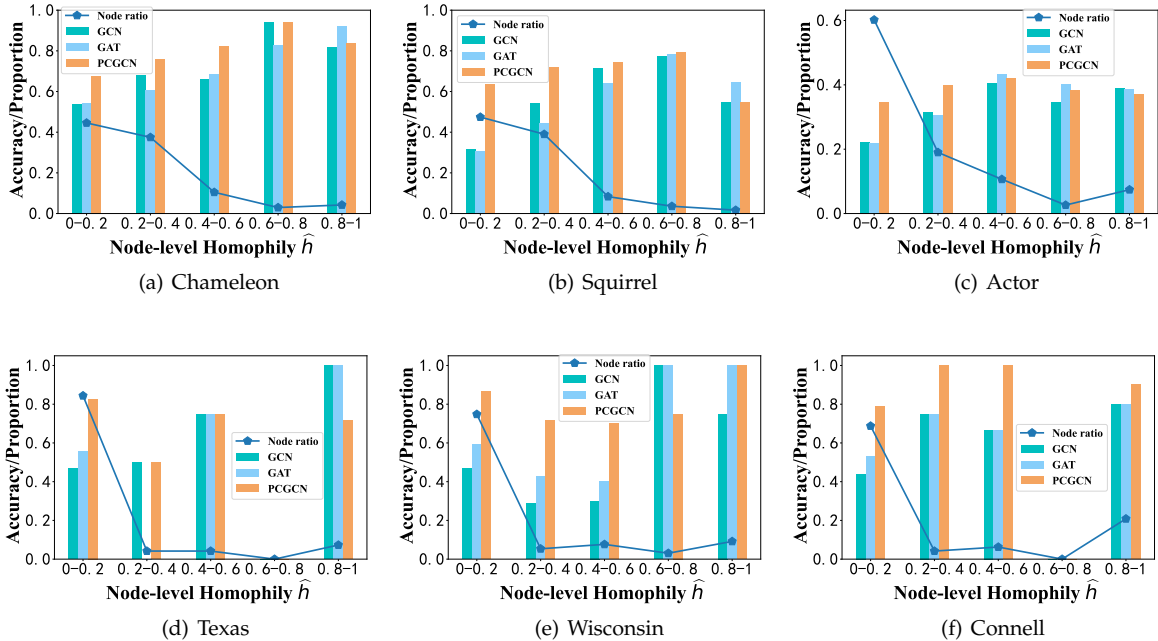 Accuracy/Proportion
1.0
0.8
0.6
0.4
0.2
0.0
Node ratio
GCN
GAT
PCGCN
0-0.2 0.2-0.4 0.4-0.6 0.6-0.8 0.8-1
Node-level Homophily ĥ
(a) Chameleon
Accuracy/Proportion
1.0
0.8
0.6
0.4
0.2
0.0
Node ratio
GCN
GAT
PCGCN
0-0.2 0.2-0.4 0.4-0.6 0.6-0.8 0.8-1
Node-level Homophily ĥ
(b) Squirrel
Accuracy/Proportion
0.6
0.4
0.2
0.0
Node ratio
GCN
GAT
PCGCN
0-0.2 0.2-0.4 0.4-0.6 0.6-0.8 0.8-1
Node-level Homophily ĥ
(c) Actor
Accuracy/Proportion
1.0
0.8
0.6
0.4
0.2
0.0
Node ratio
GCN
GAT
PCGCN
0-0.2 0.2-0.4 0.4-0.6 0.6-0.8 0.8-1
Node-level Homophily ĥ
(d) Texas
Accuracy/Proportion
1.0
0.8
0.6
0.4
0.2
0.0
Node ratio
GCN
GAT
PCGCN
0-0.2 0.2-0.4 0.4-0.6 0.6-0.8 0.8-1
Node-level Homophily ĥ
(e) Wisconsin
Accuracy/Proportion
1.0
0.8
0.6
0.4
0.2
0.0
Node ratio
GCN
GAT
PCGCN
0-0.2 0.2-0.4 0.4-0.6 0.6-0.8 0.8-1
Node-level Homophily ĥ
(f) Connell